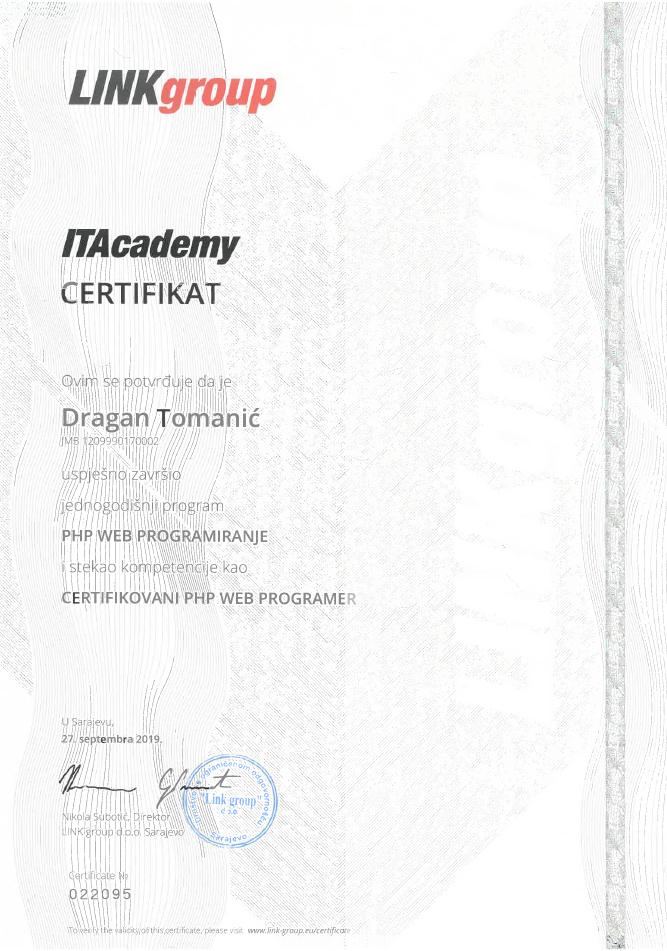 LINKgroup
ITAcademy
CERTIFIKAT
Ovim se potvrđuje da je
Dragan Tomanić
JMB 1209990170002
uspješno završio
jednogodišnji program
PHP WEB PROGRAMIRANJE
i stekao kompetencije kao
CERTIFIKOVANI PHP WEB PROGRAMER
U Sarajevu,
27. septembra 2019.
Društvo s ograničenom odgovornošću
"Link group"
d.o.o.
Sarajevo
Nikola Subotić, Direktor
LINK group d.o.o. Sarajevo
Certificate No
022095
To verify the validity of this certificate, please visit www.link-group.eu/certificate